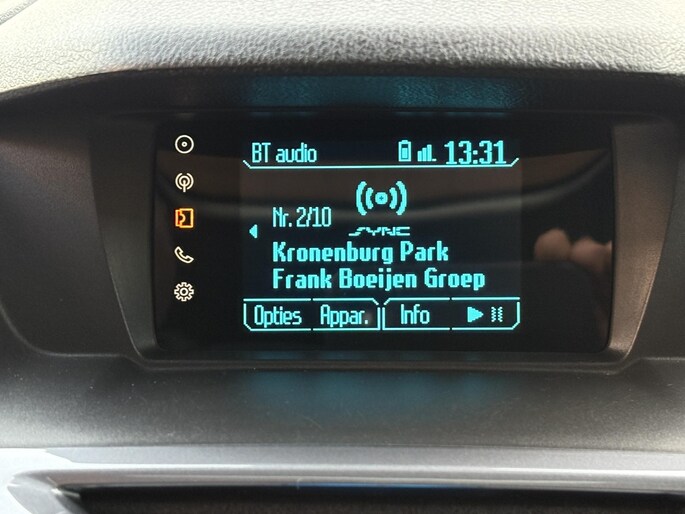 BT audio 13:31
Nr. 2/10
SYNC
Kronenburg Park
Frank Boeijen Groep
Opties Appar. Info